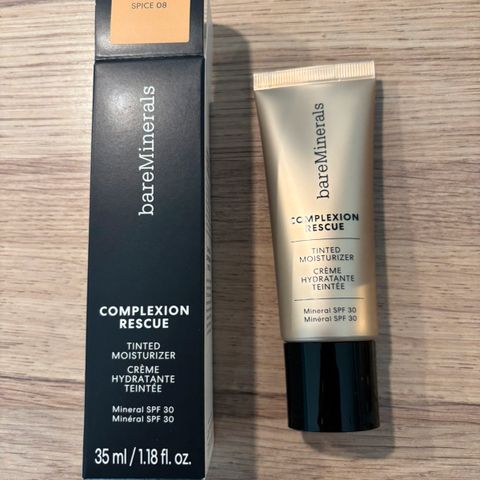 SPICE 08
bareMinerals
COMPLEXION
RESCUE
TINTED
MOISTURIZER
CRÈME
HYDRATANTE
TEINTÉE
Mineral SPF 30
Minéral SPF 30
35 ml / 1.18 fl. oz.
bareMinerals
COMPLEXION
RESCUE
TINTED
MOISTURIZER
CRÈME
HYDRATANTE
TEINTÉE
Mineral SPF 30
Minéral SPF 30